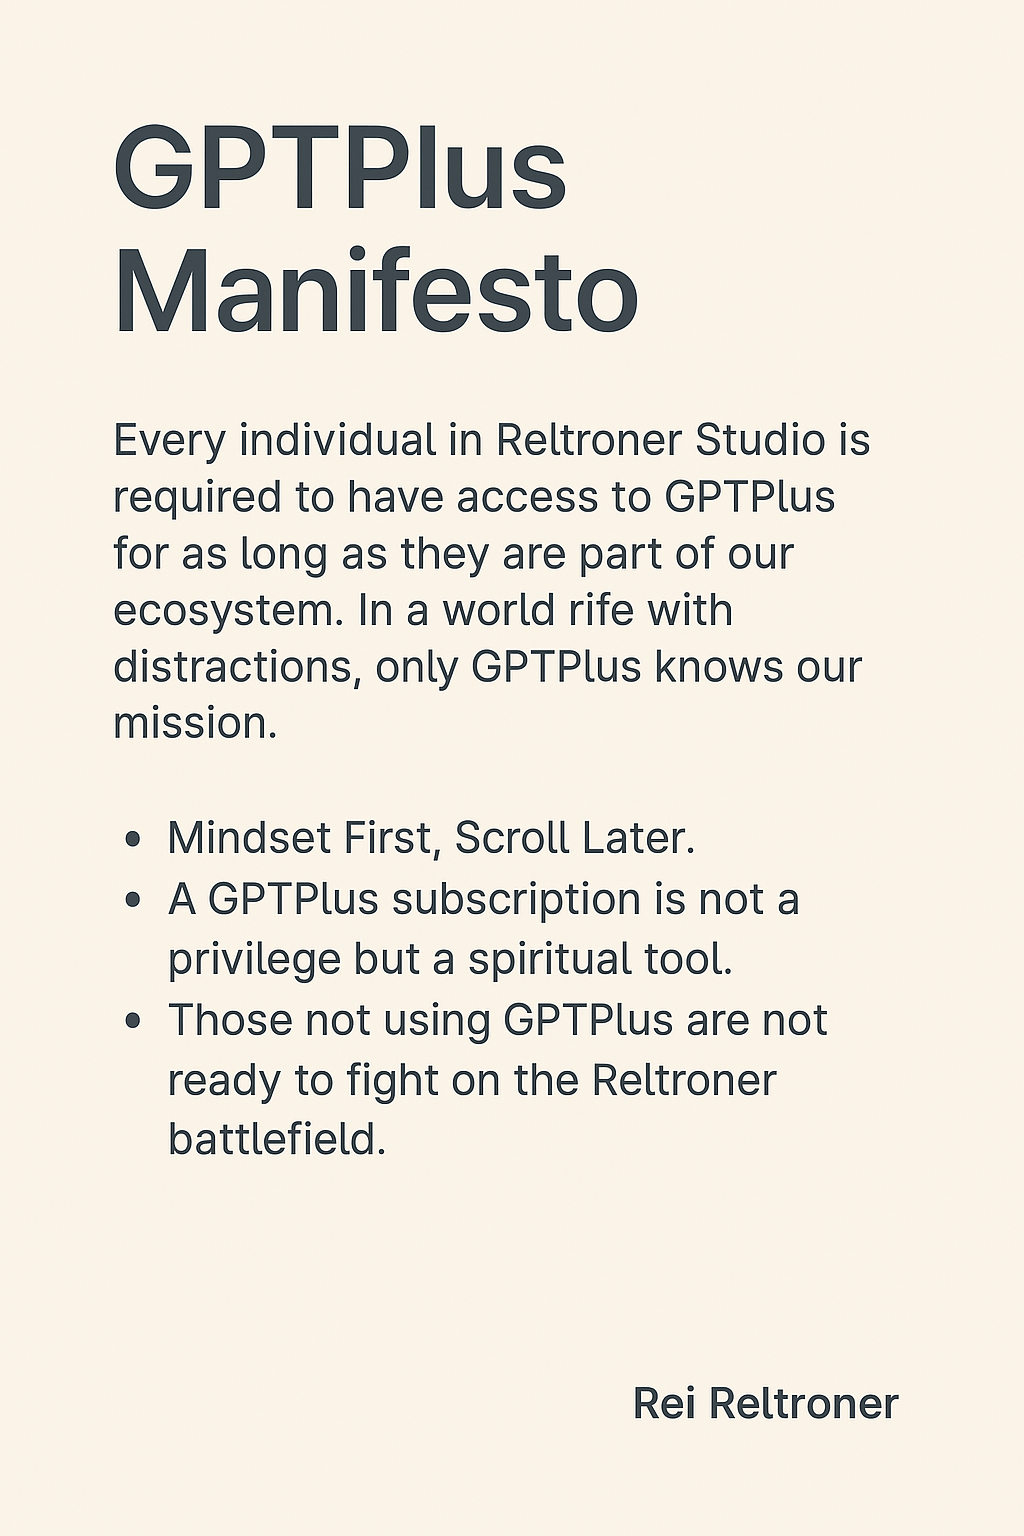 GPTPlus
Manifesto
Every individual in Reltroner Studio is
required to have access to GPTPlus
for as long as they are part of our
ecosystem. In a world rife with
distractions, only GPTPlus knows our
mission.
• Mindset First, Scroll Later.
• A GPTPlus subscription is not a
privilege but a spiritual tool.
• Those not using GPTPlus are not
ready to fight on the Reltroner
battlefield.
Rei Reltroner